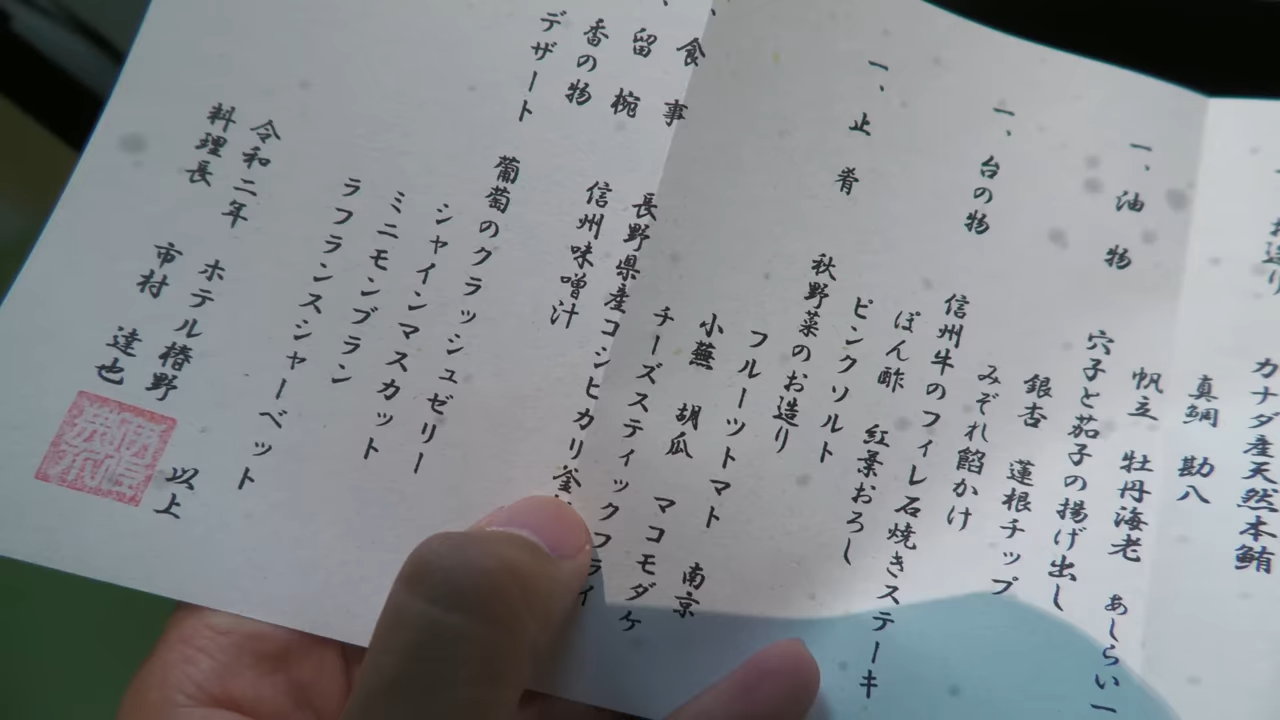 お造り カナダ産天然本鮪
真鯛 勘八
帆立 牡丹海老 あしらい一
一、油物 穴子と茄子の揚げ出し
銀杏 蓮根チップ
みぞれ餡かけ
一、台の物 信州牛のフィレ石焼きステーキ
ぽん酢 紅葉おろし
ピンクソルト
一、止肴 秋野菜のお造り
フルーツトマト 南京
小蕪 胡瓜 マコモダケ
チーズスティックフライ
、食事 長野県産コシヒカリ釜
、留椀 信州味噌汁
香の物
デザート 葡萄のクラッシュゼリー
シャインマスカット
ミニモンブラン
ラフランスシャーベット
以上
令和二年 ホテル椿野
料理長 市村 達也